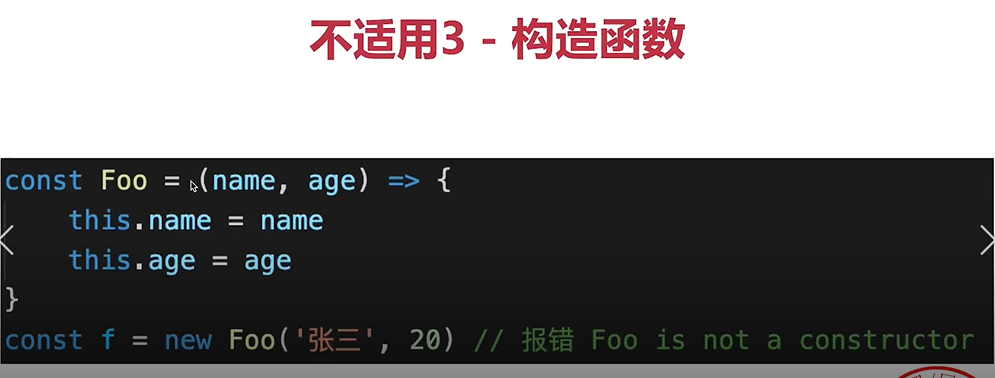 不适用3 - 构造函数
const Foo = (name, age) => {
    this.name = name
    this.age = age
}
const f = new Foo('张三', 20) // 报错 Foo is not a constructor